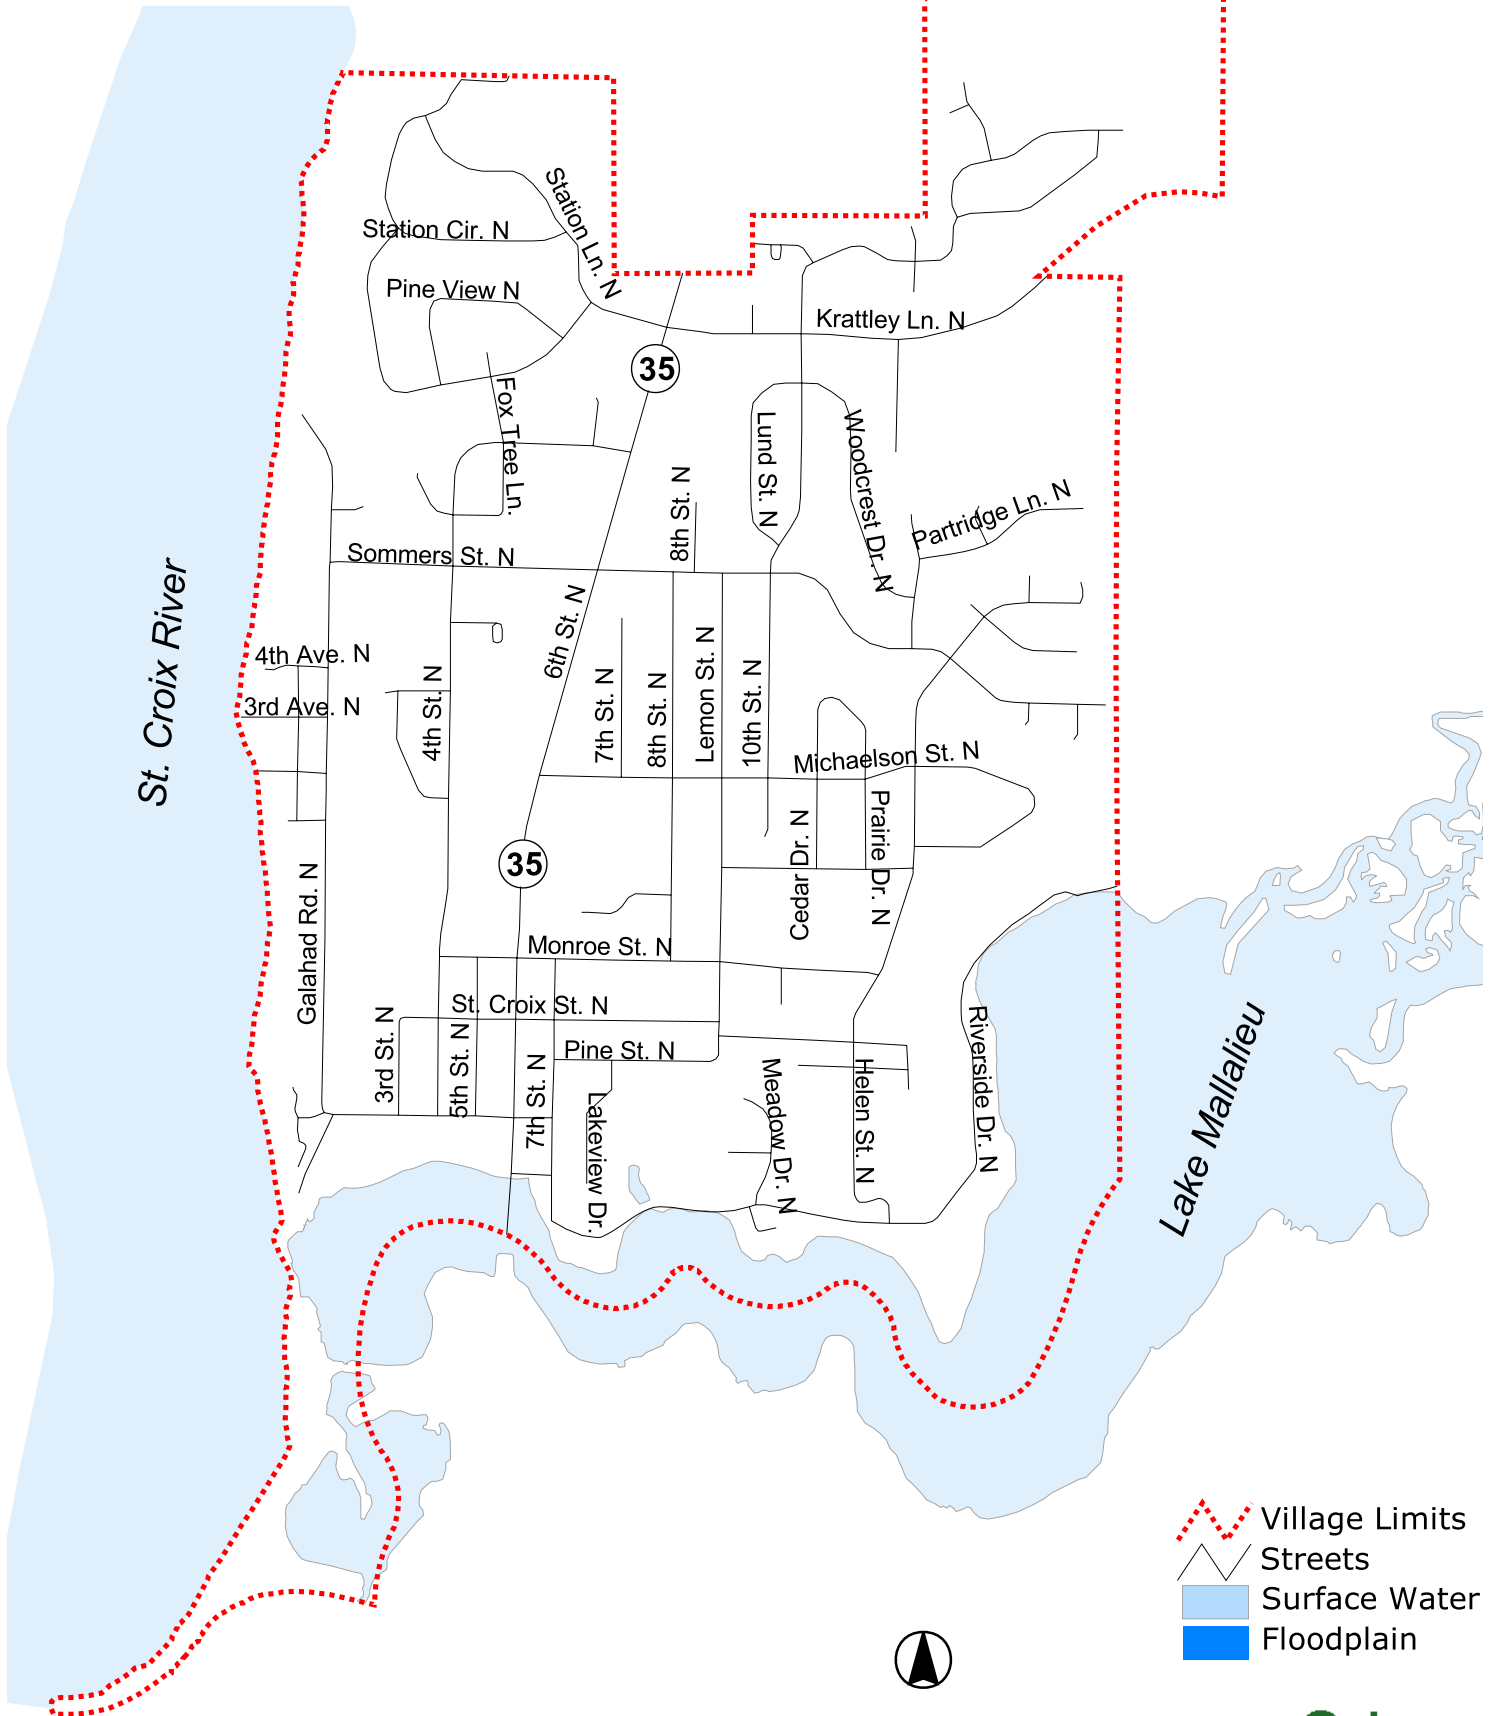 Station Ln. N
Station Cir. N
Pine View N
Krattley Ln. N
35
Fox Tree Ln.
Lund St. N
Woodcrest Dr. N
8th St. N
Partridge Ln. N
Sommers St. N
St. Croix River
6th St. N
4th Ave. N
3rd Ave. N
4th St. N
7th St. N
8th St. N
Lemon St. N
10th St. N
Michaelson St. N
Cedar Dr. N
Prairie Dr. N
35
Galahad Rd. N
Monroe St. N
St. Croix St. N
3rd St. N
5th St. N
7th St. N
Pine St. N
Lakeview Dr.
Meadow Dr. N
Helen St. N
Riverside Dr. N
Lake Mallalieu
Village Limits
Streets
Surface Water
Floodplain